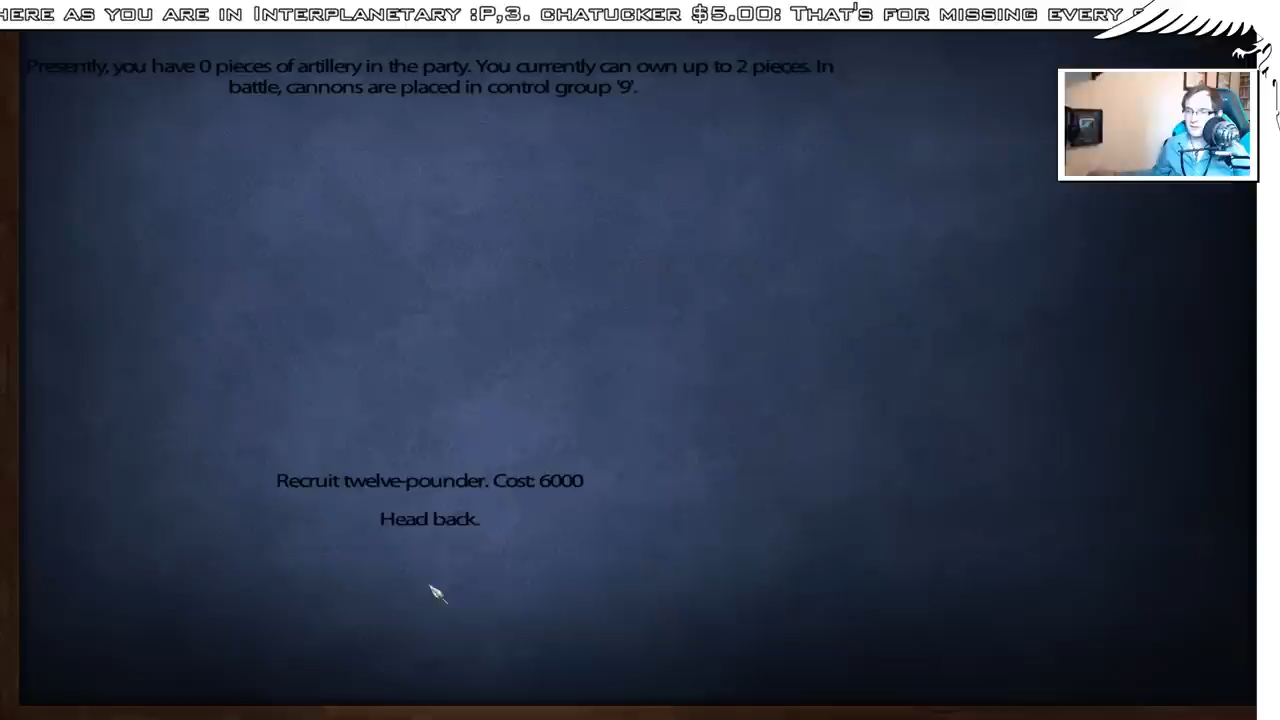 HERE AS YOU ARE IN INTERPLANETARY :P,3. CHATUCKER $5.00: THAT'S FOR MISSING EVERY
Presently, you have 0 pieces of artillery in the party. You currently can own up to 2 pieces. In
battle, cannons are placed in control group '9'.
Recruit twelve-pounder. Cost: 6000
Head back.